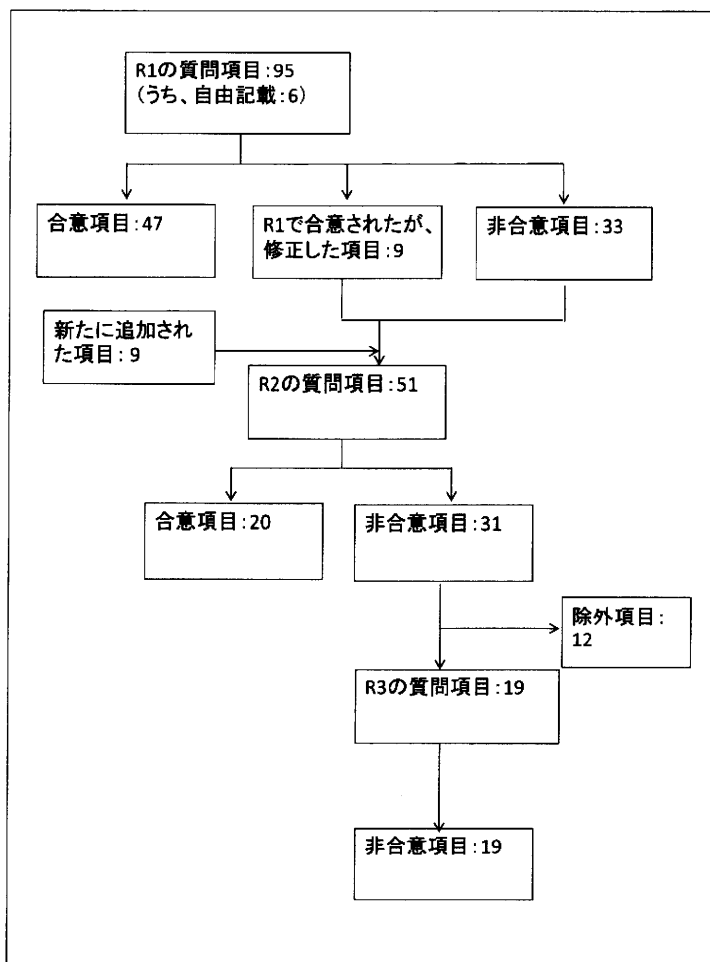 R1の質問項目:95
(うち、自由記載:6)
合意項目:47
R1で合意されたが、
修正した項目:9
非合意項目:33
新たに追加され
た項目:9
R2の質問項目:51
合意項目:20
非合意項目:31
除外項目:
12
R3の質問項目:19
非合意項目:19